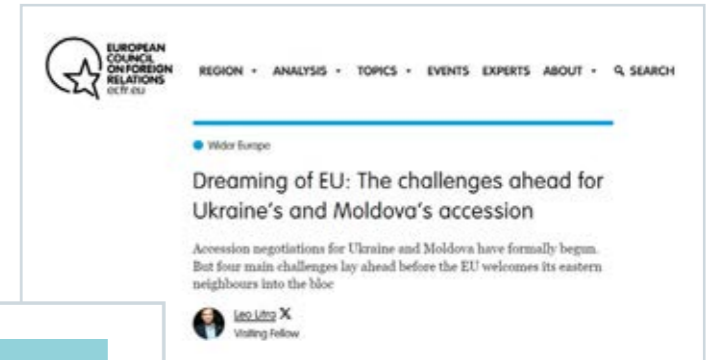 EUROPEAN
COUNCIL
ON FOREIGN
RELATIONS
ecfr.eu
REGION ANALYSIS TOPICS EVENTS EXPERTS ABOUT SEARCH
Wider Europe
Dreaming of EU: The challenges ahead for
Ukraine's and Moldova's accession
Accession negotiations for Ukraine and Moldova have formally begun.
But four main challenges lay ahead before the EU welcomes its eastern
neighbours into the bloc
Leo Litra X
Visiting Fellow